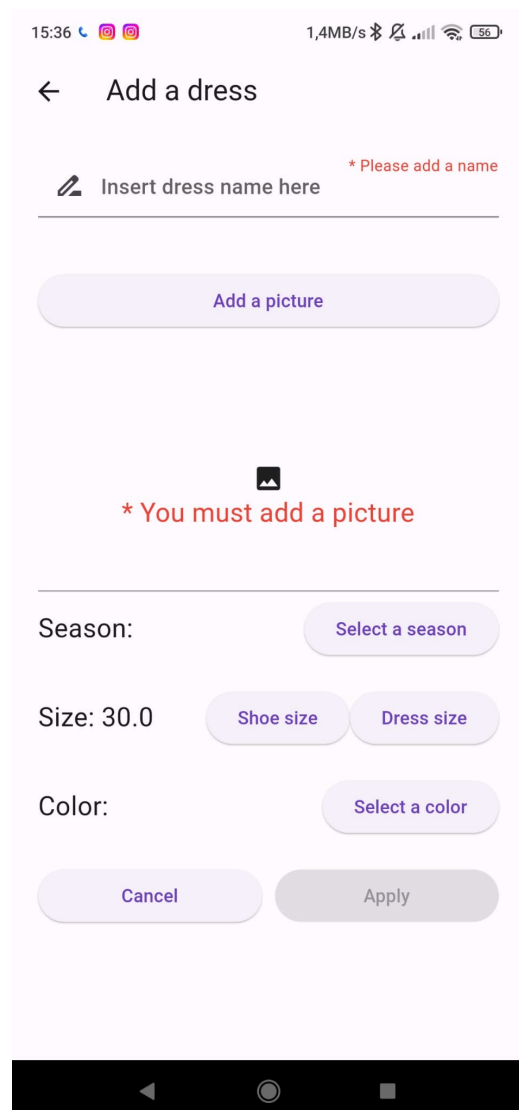 15:36 1,4MB/s 56
Add a dress
* Please add a name
Insert dress name here
Add a picture
* You must add a picture
Season: Select a season
Size: 30.0 Shoe size Dress size
Color: Select a color
Cancel Apply